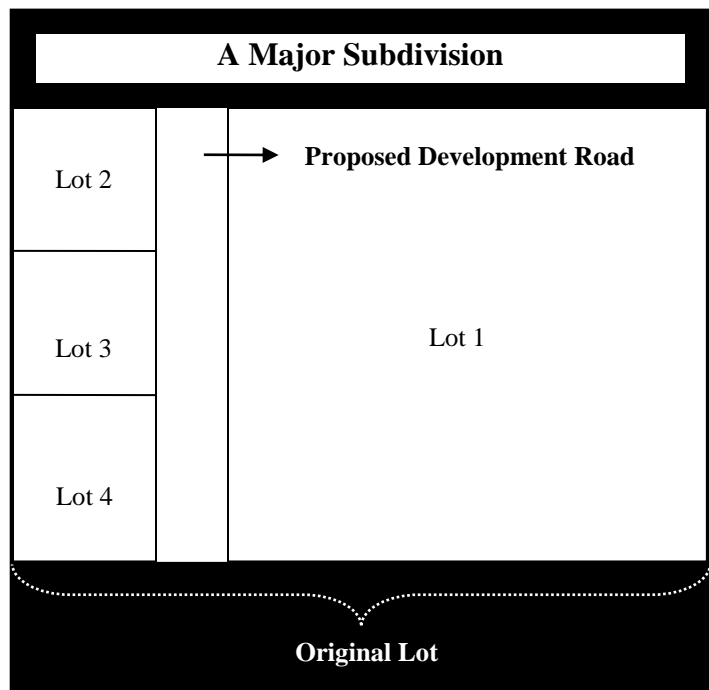 A Major Subdivision
Proposed Development Road
Lot 2
Lot 3
Lot 1
Lot 4
Original Lot